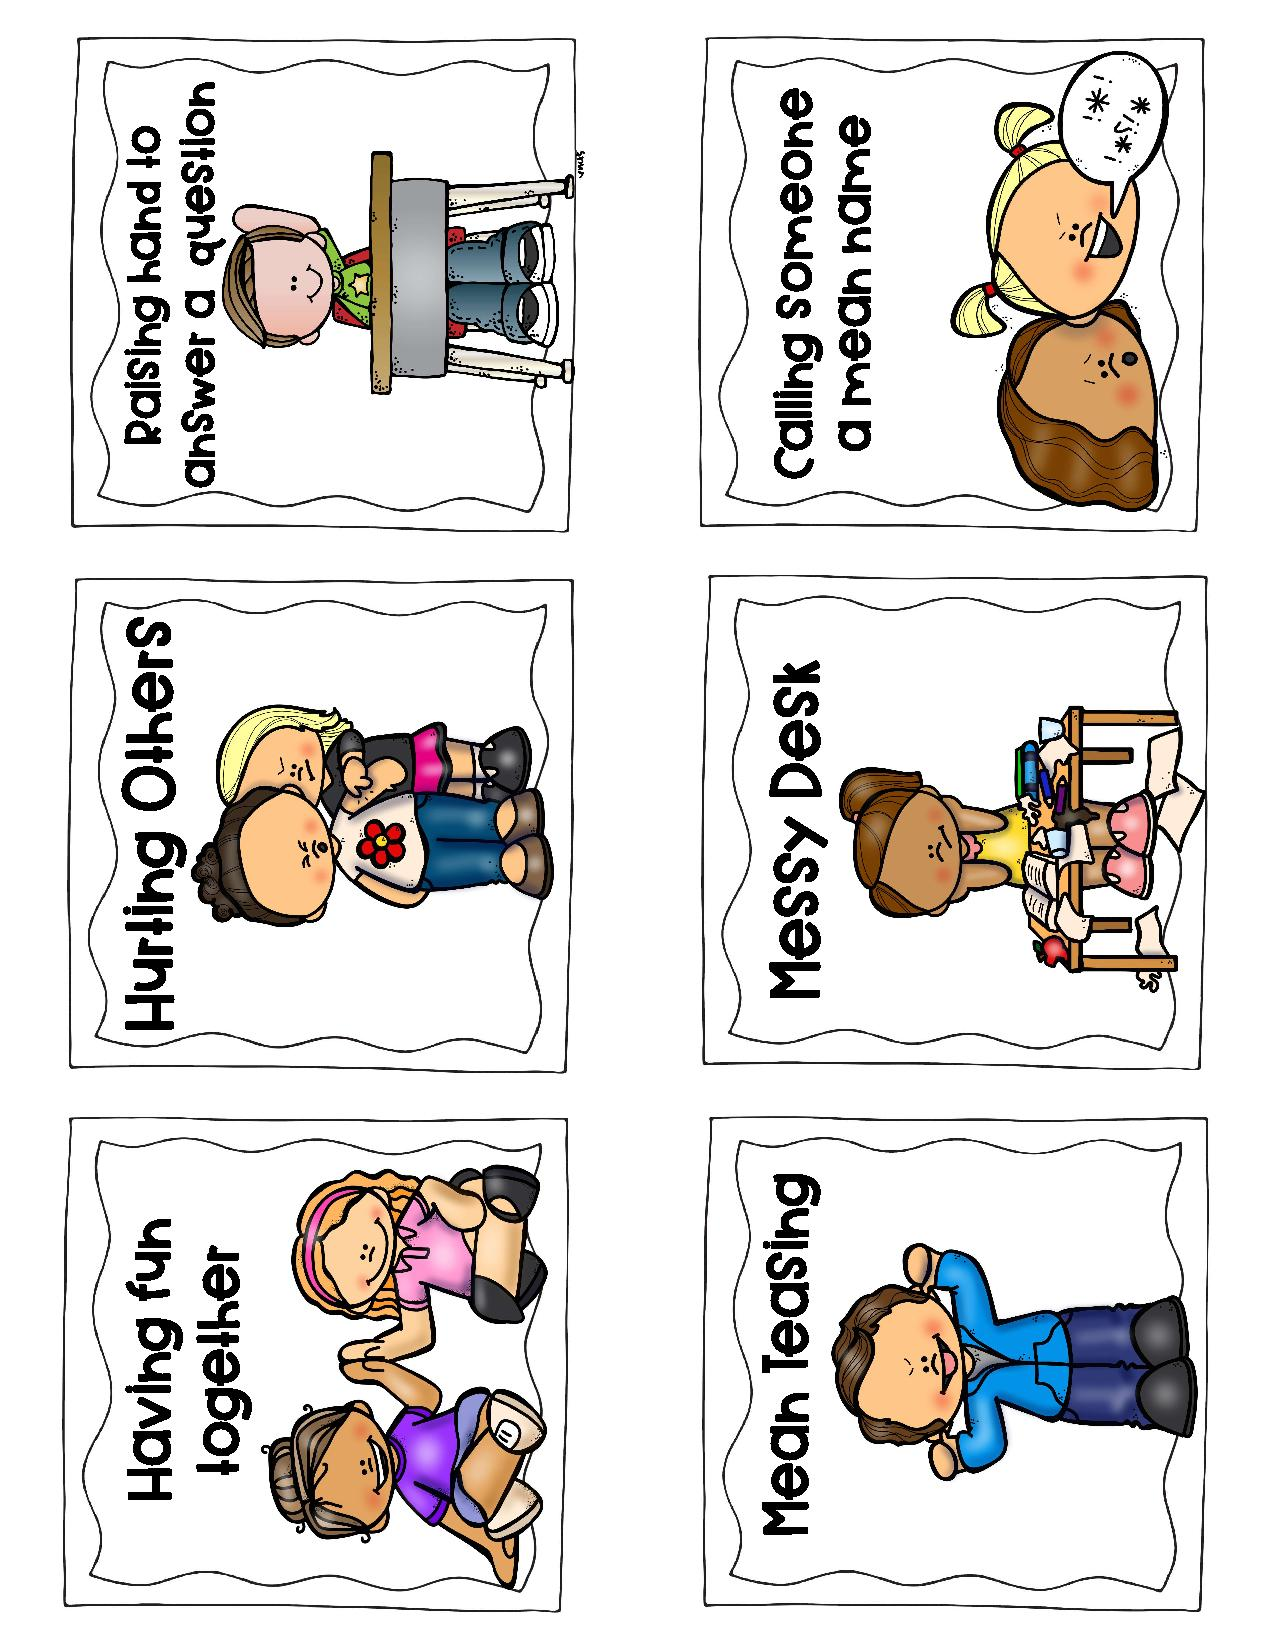 Having fun
together
Hurting Others
Raising hand to
answer a question
Mean Teasing
Messy Desk
Calling someone
a mean name